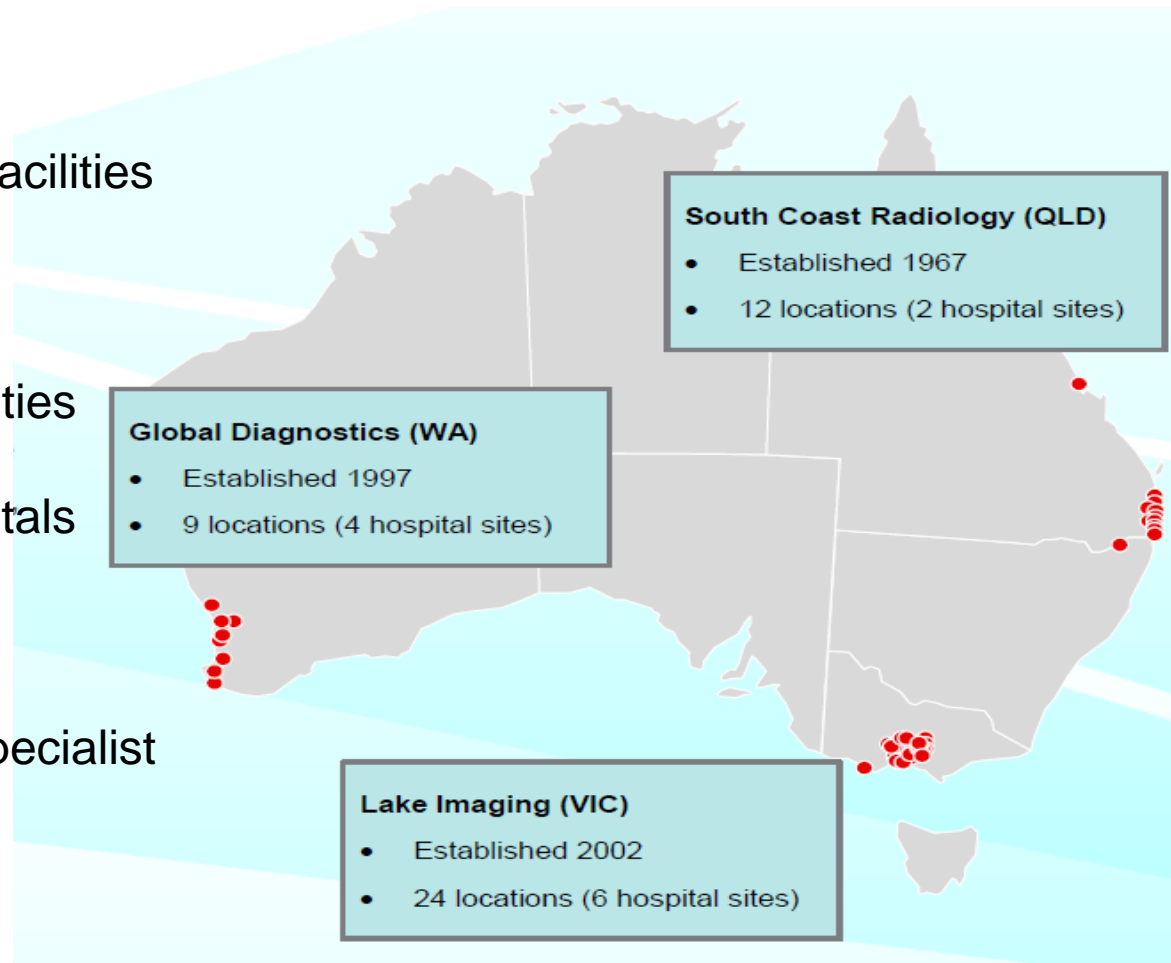 acilities
South Coast Radiology (QLD)
• Established 1967
• 12 locations (2 hospital sites)
ties
Global Diagnostics (WA)
• Established 1997
• 9 locations (4 hospital sites)
tals
pecialist
Lake Imaging (VIC)
• Established 2002
• 24 locations (6 hospital sites)